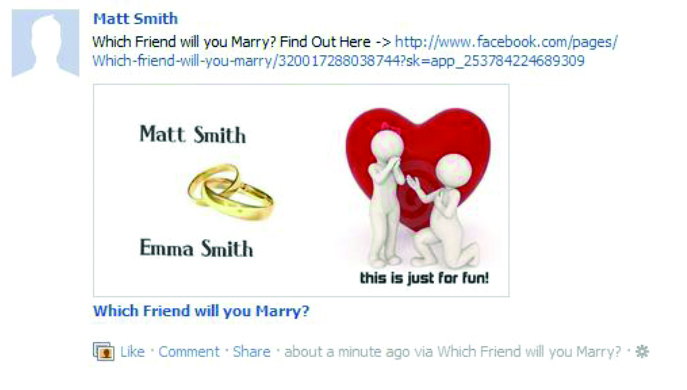 Matt Smith
Which Friend will you Marry? Find Out Here -> http://www.facebook.com/pages/
Which-friend-will-you-marry/320017288038744?sk=app_253784224689309
Matt Smith
Emma Smith
this is just for fun!
Which Friend will you Marry?
Like · Comment · Share · about a minute ago via Which Friend will you Marry? ·